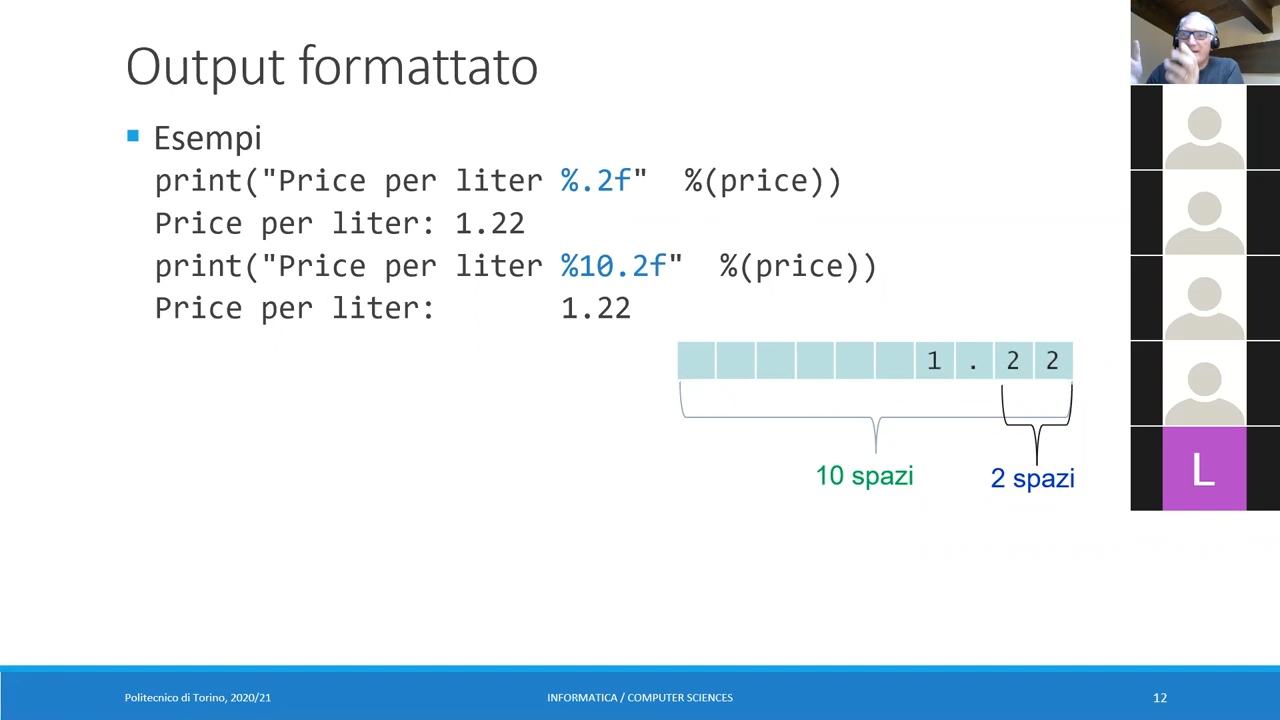 Output formattato
Esempi
print("Price per liter %.2f" %(price))
Price per liter: 1.22
print("Price per liter %10.2f" %(price))
Price per liter: 1.22
1 . 2 2
10 spazi 2 spazi
L
Politecnico di Torino, 2020/21 INFORMATICA / COMPUTER SCIENCES 12